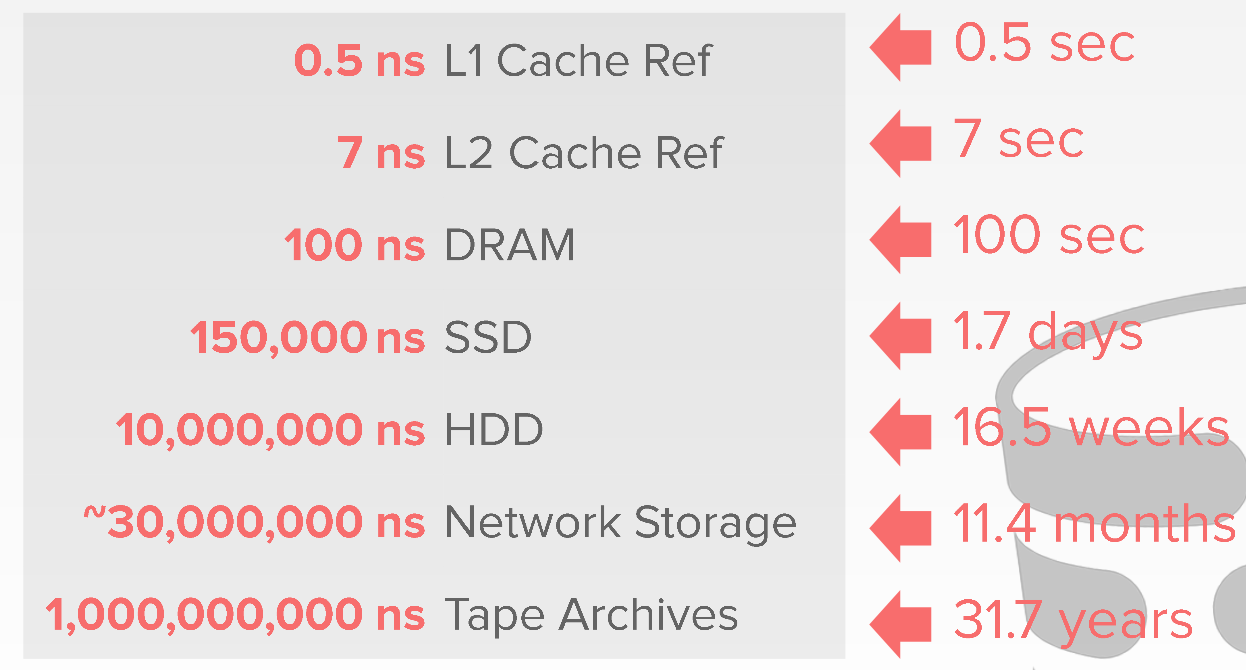 0.5 ns L1 Cache Ref 0.5 sec
7 ns L2 Cache Ref 7 sec
100 ns DRAM 100 sec
150,000 ns SSD 1.7 days
10,000,000 ns HDD 16.5 weeks
~30,000,000 ns Network Storage 11.4 months
1,000,000,000 ns Tape Archives 31.7 years